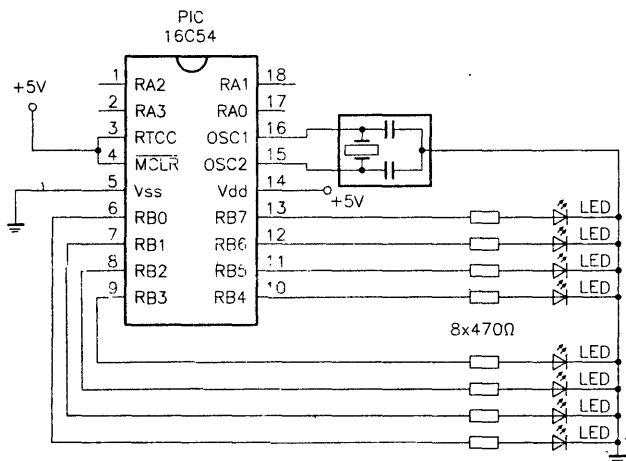 PIC
16C54
+5V
1 RA2 RA1 18
2 RA3 RA0 17
3 RTCC OSC1 16
4 MCLR OSC2 15
5 Vss Vdd 14
+5V
6 RB0 RB7 13
7 RB1 RB6 12
8 RB2 RB5 11
9 RB3 RB4 10
LED
LED
LED
LED
8x470Ω
LED
LED
LED
LED